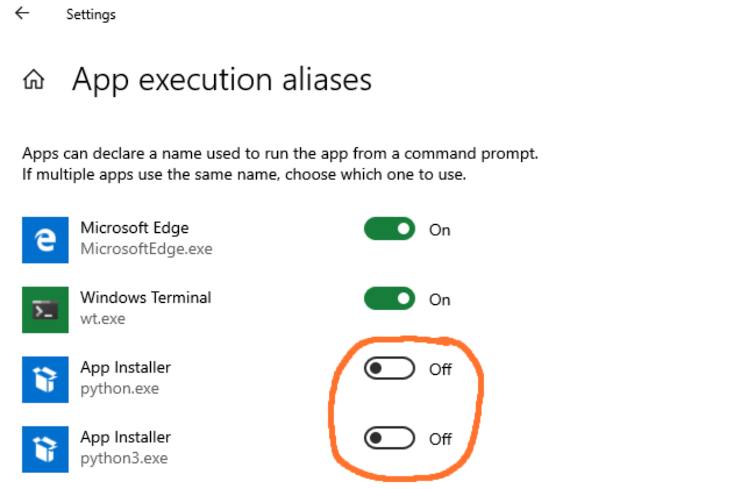 Settings
App execution aliases
Apps can declare a name used to run the app from a command prompt.
If multiple apps use the same name, choose which one to use.
Microsoft Edge
MicrosoftEdge.exe
On
Windows Terminal
wt.exe
On
App Installer
python.exe
Off
App Installer
python3.exe
Off